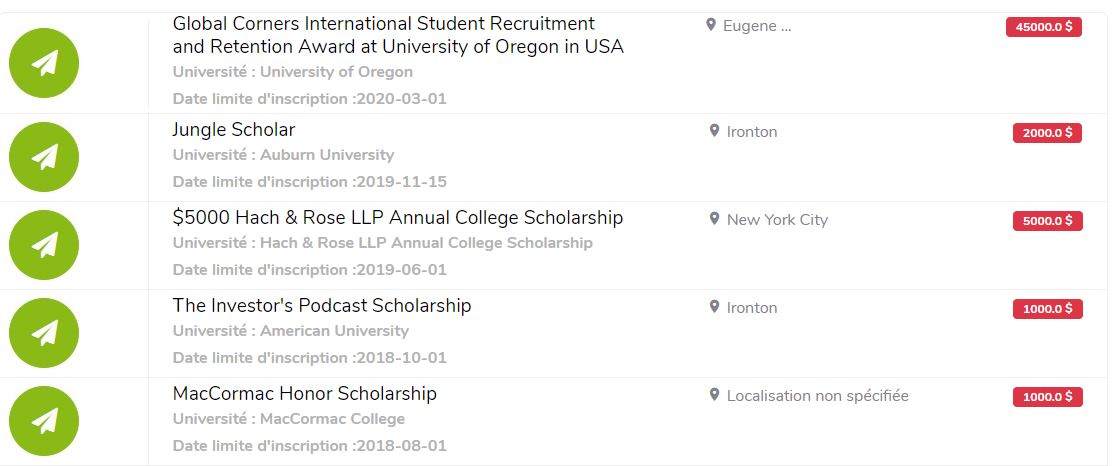 Global Corners International Student Recruitment
and Retention Award at University of Oregon in USA
Université : University of Oregon
Date limite d'inscription :2020-03-01
Eugene ...
45000.0 $
Jungle Scholar
Université : Auburn University
Date limite d'inscription :2019-11-15
Ironton
2000.0 $
$5000 Hach & Rose LLP Annual College Scholarship
Université : Hach & Rose LLP Annual College Scholarship
Date limite d'inscription :2019-06-01
New York City
5000.0 $
The Investor's Podcast Scholarship
Université : American University
Date limite d'inscription :2018-10-01
Ironton
1000.0 $
MacCormac Honor Scholarship
Université : MacCormac College
Date limite d'inscription :2018-08-01
Localisation non spécifiée
1000.0 $